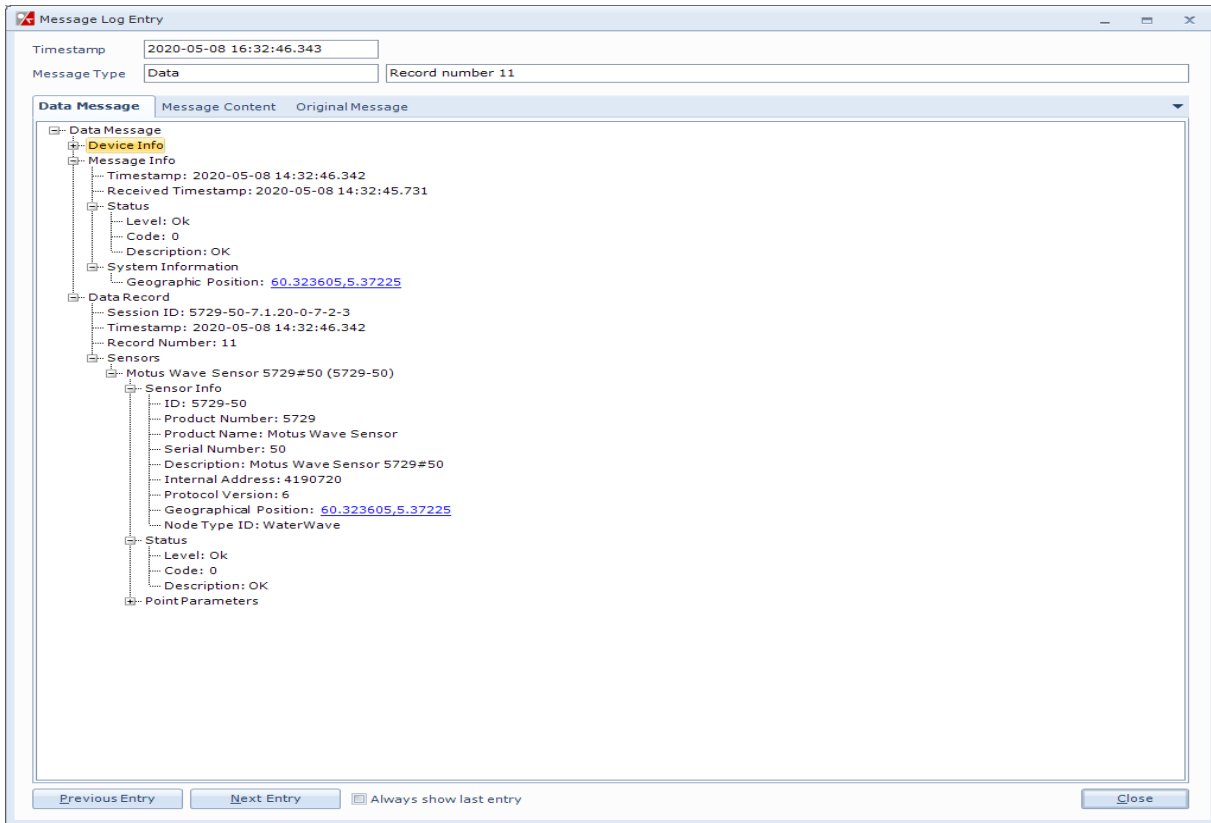 Message Log Entry
Timestamp 2020-05-08 16:32:46.343
Message Type Data Record number 11
Data Message Message Content Original Message
Data Message
Device Info
Message Info
Timestamp: 2020-05-08 14:32:46.342
Received Timestamp: 2020-05-08 14:32:45.731
Status
Level: Ok
Code: 0
Description: OK
System Information
Geographic Position: 60.323605,5.37225
Data Record
Session ID: 5729-50-7.1.20-0-7-2-3
Timestamp: 2020-05-08 14:32:46.342
Record Number: 11
Sensors
Motus Wave Sensor 5729#50 (5729-50)
Sensor Info
ID: 5729-50
Product Number: 5729
Product Name: Motus Wave Sensor
Serial Number: 50
Description: Motus Wave Sensor 5729#50
Internal Address: 4190720
Protocol Version: 6
Geographical Position: 60.323605,5.37225
Node Type ID: WaterWave
Status
Level: Ok
Code: 0
Description: OK
Point Parameters
Previous Entry Next Entry Always show last entry Close